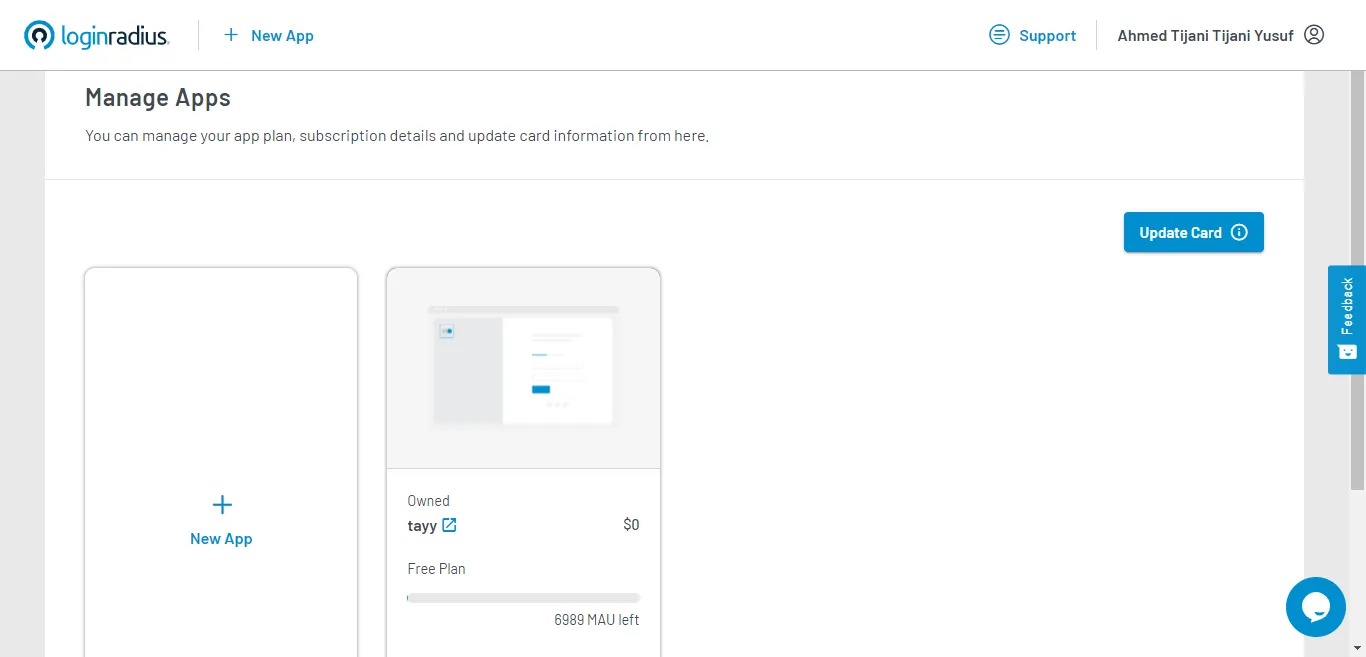 loginradius.
New App
Support
Ahmed Tijani Tijani Yusuf
Manage Apps
You can manage your app plan, subscription details and update card information from here.
Update Card
Feedback
New App
Owned
tayy
$0
Free Plan
6989 MAU left